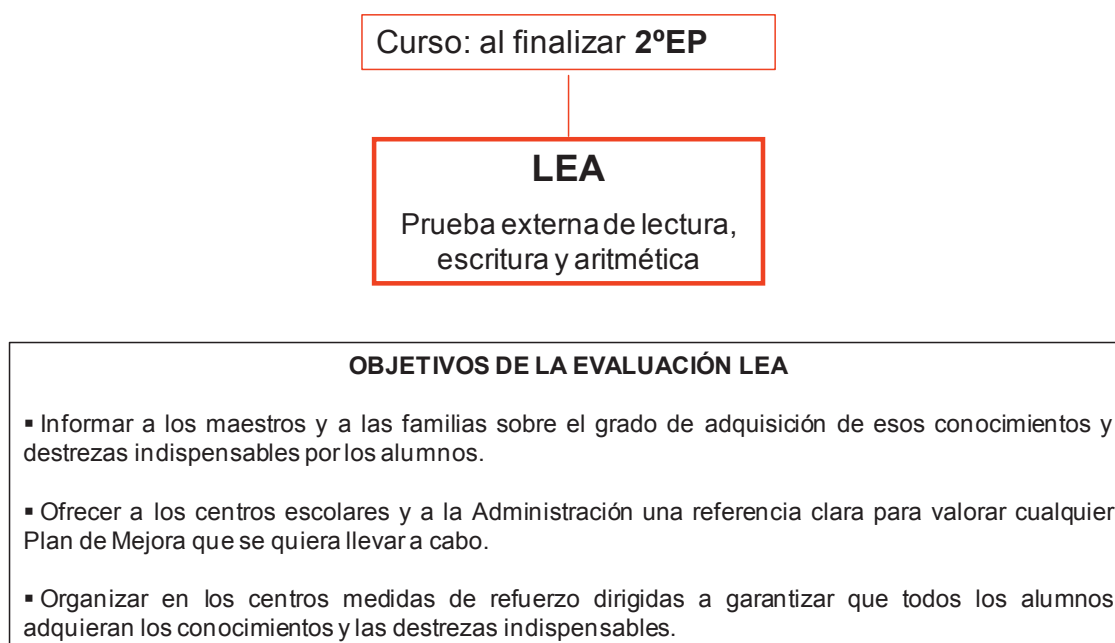 Curso: al finalizar 2ºEP
LEA
Prueba externa de lectura,
escritura y aritmética
OBJETIVOS DE LA EVALUACIÓN LEA
▪ Informar a los maestros y a las familias sobre el grado de adquisición de esos conocimientos y
destrezas indispensables por los alumnos.
▪ Ofrecer a los centros escolares y a la Administración una referencia clara para valorar cualquier
Plan de Mejora que se quiera llevar a cabo.
▪ Organizar en los centros medidas de refuerzo dirigidas a garantizar que todos los alumnos
adquieran los conocimientos y las destrezas indispensables.